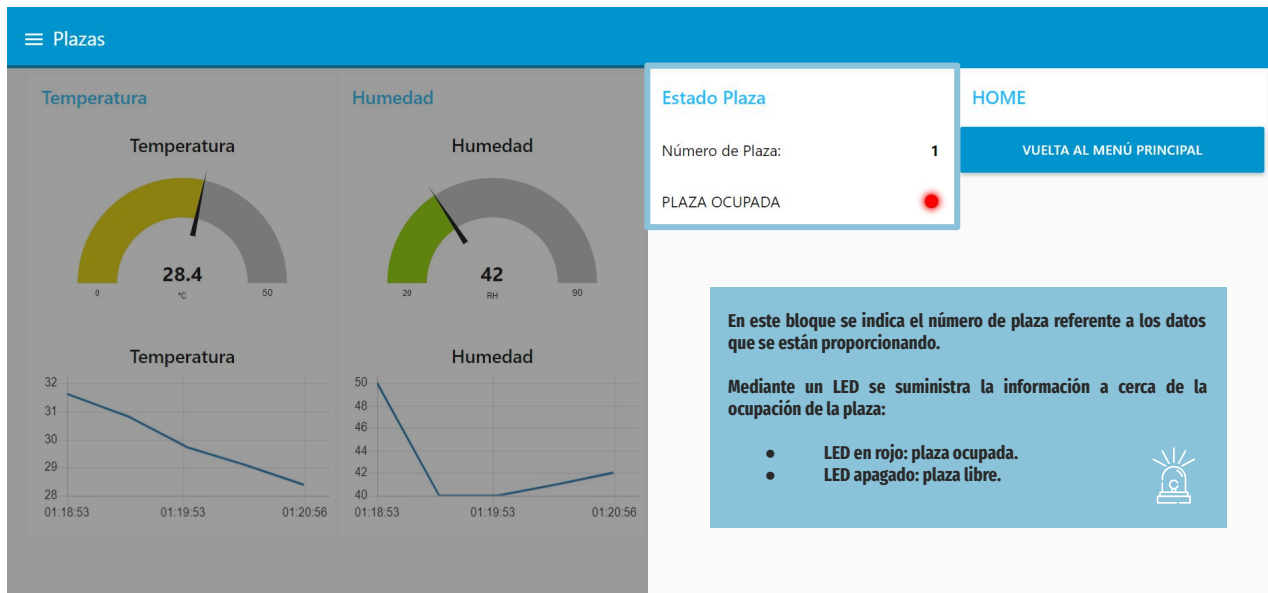 Plazas
Temperatura
Temperatura
28.4
°C
0
50
Temperatura
32
31
30
29
28
01:18:53
01:19:53
01:20:56
Humedad
Humedad
42
RH
20
90
Humedad
50
48
46
44
42
40
01:18:53
01:19:53
01:20:56
Estado Plaza
Número de Plaza: 1
PLAZA OCUPADA
HOME
VUELTA AL MENÚ PRINCIPAL
En este bloque se indica el número de plaza referente a los datos
que se están proporcionando.
Mediante un LED se suministra la información a cerca de la
ocupación de la plaza:
● LED en rojo: plaza ocupada.
● LED apagado: plaza libre.